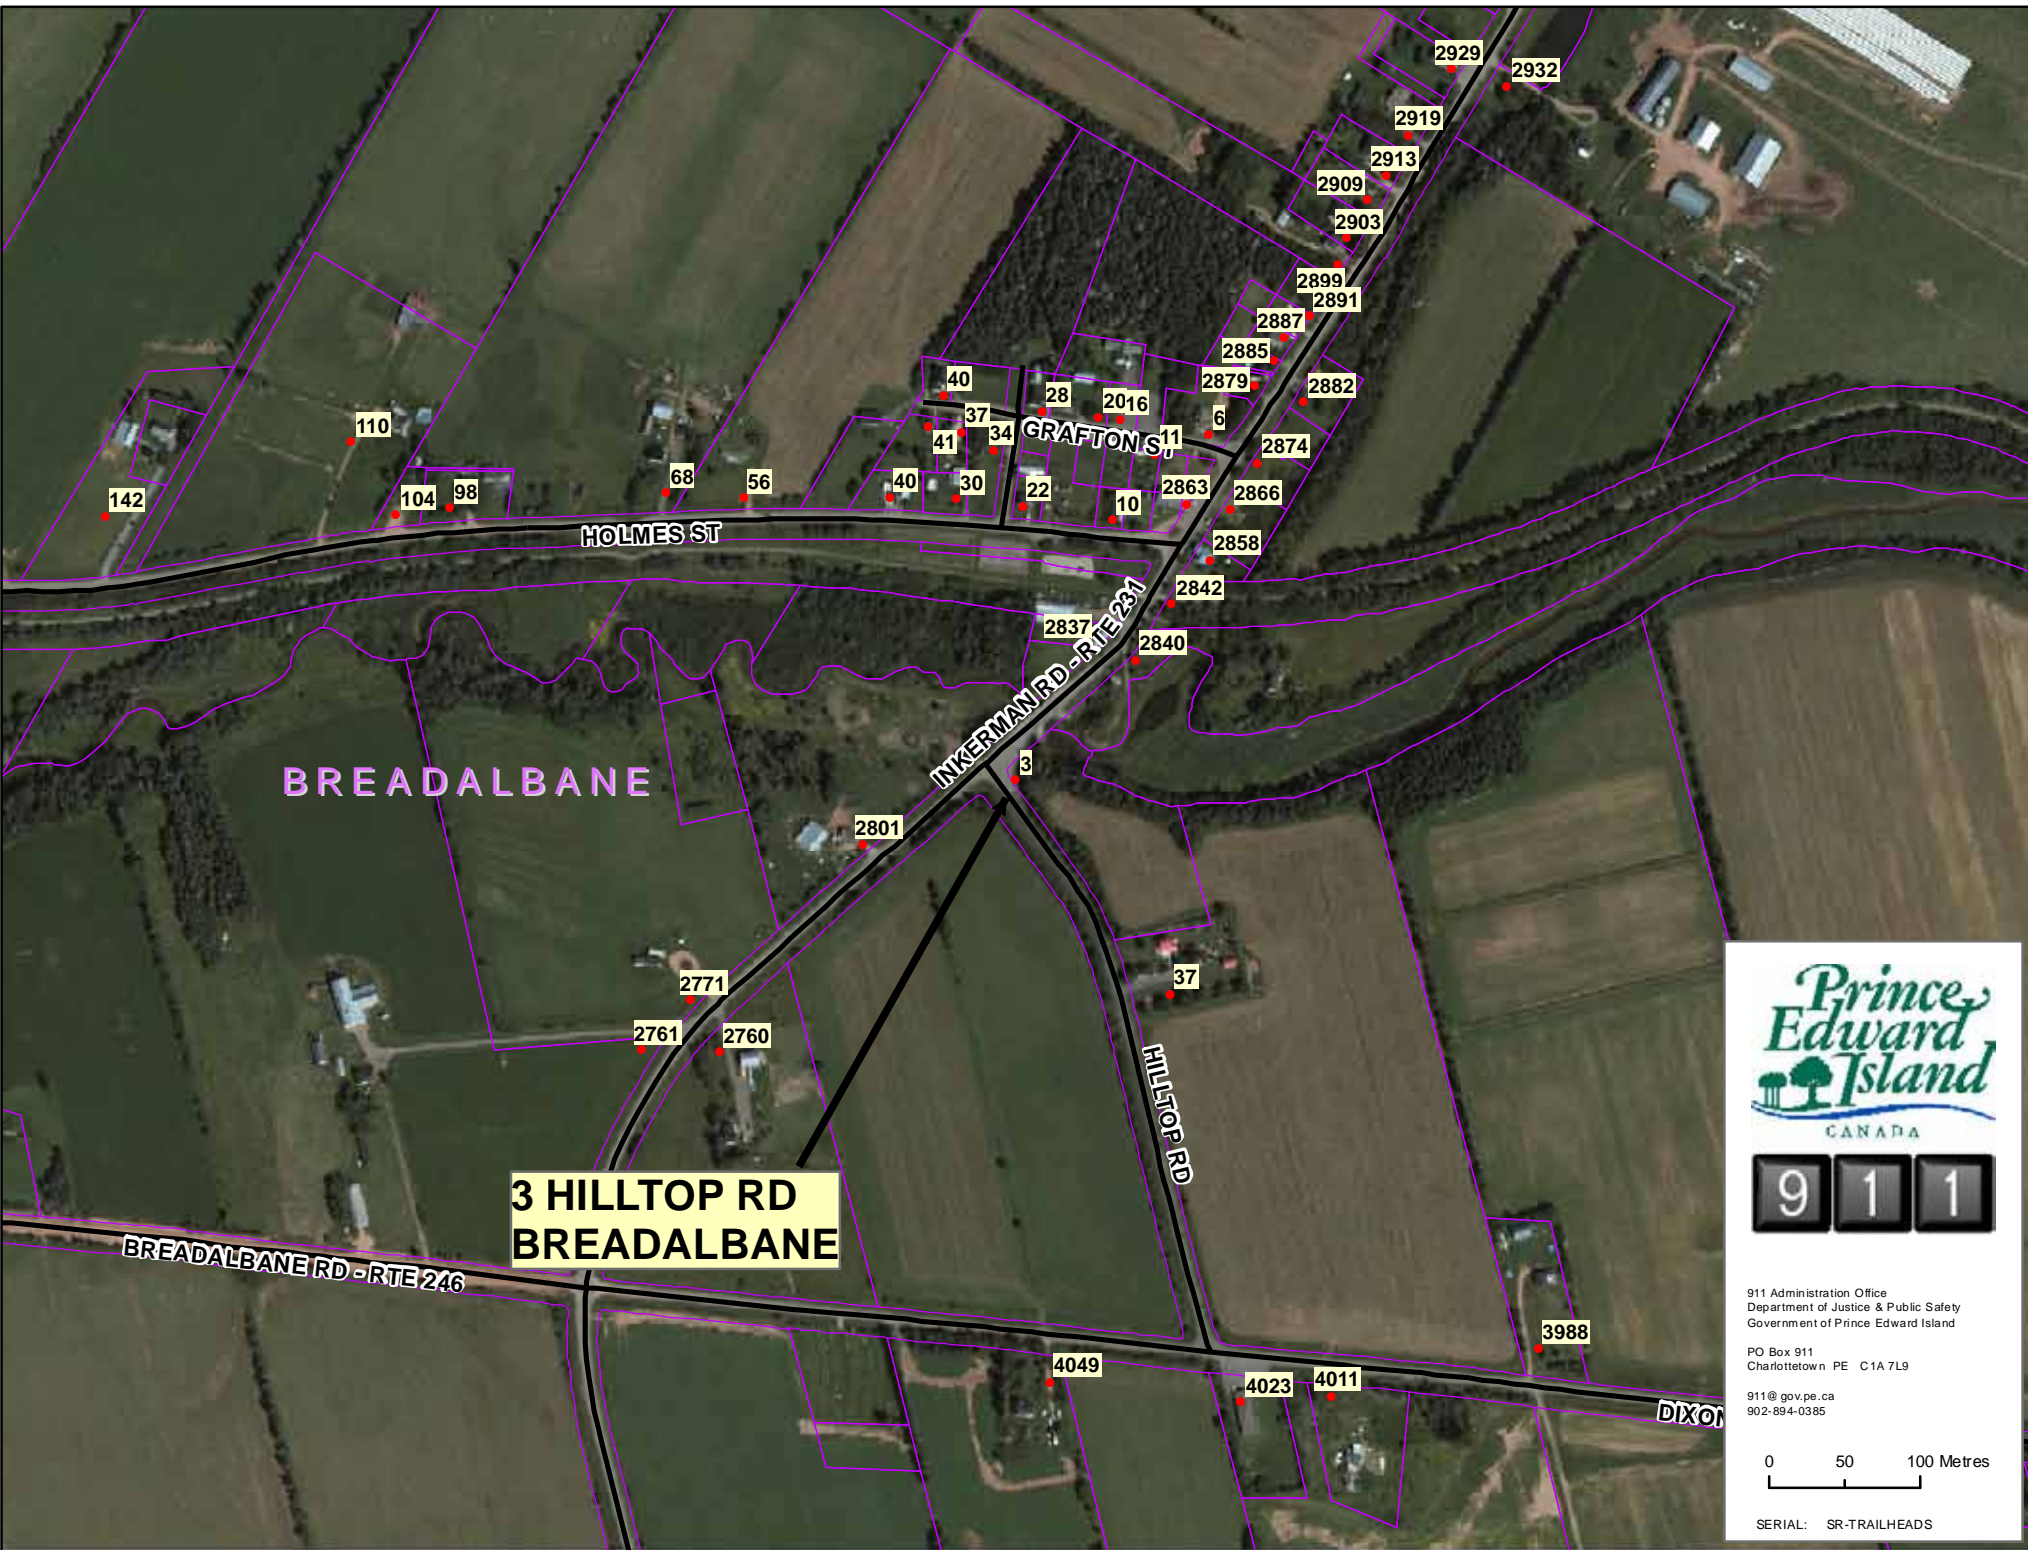 2929
2932
2919
2913
2909
2903
2899
2891
2887
2885
2879
2882
40
28
20
16
6
37
41
34
GRAFTON ST
11
2874
110
142
104
98
68
56
40
30
22
10
2863
2866
HOLMES ST
2858
2842
2837
2840
INKERMAN RD - RTE 231
BREADALBANE
3
2801
2771
2761
2760
37
HILLTOP RD
3 HILLTOP RD
BREADALBANE
BREADALBANE RD - RTE 246
4049
4023
4011
3988
DIXON
Prince
Edward
Island
CANADA
9 1 1
911 Administration Office
Department of Justice & Public Safety
Government of Prince Edward Island
PO Box 911
Charlottetown PE C1A 7L9
911@gov.pe.ca
902-894-0385
0 50 100 Metres
SERIAL: SR-TRAILHEADS